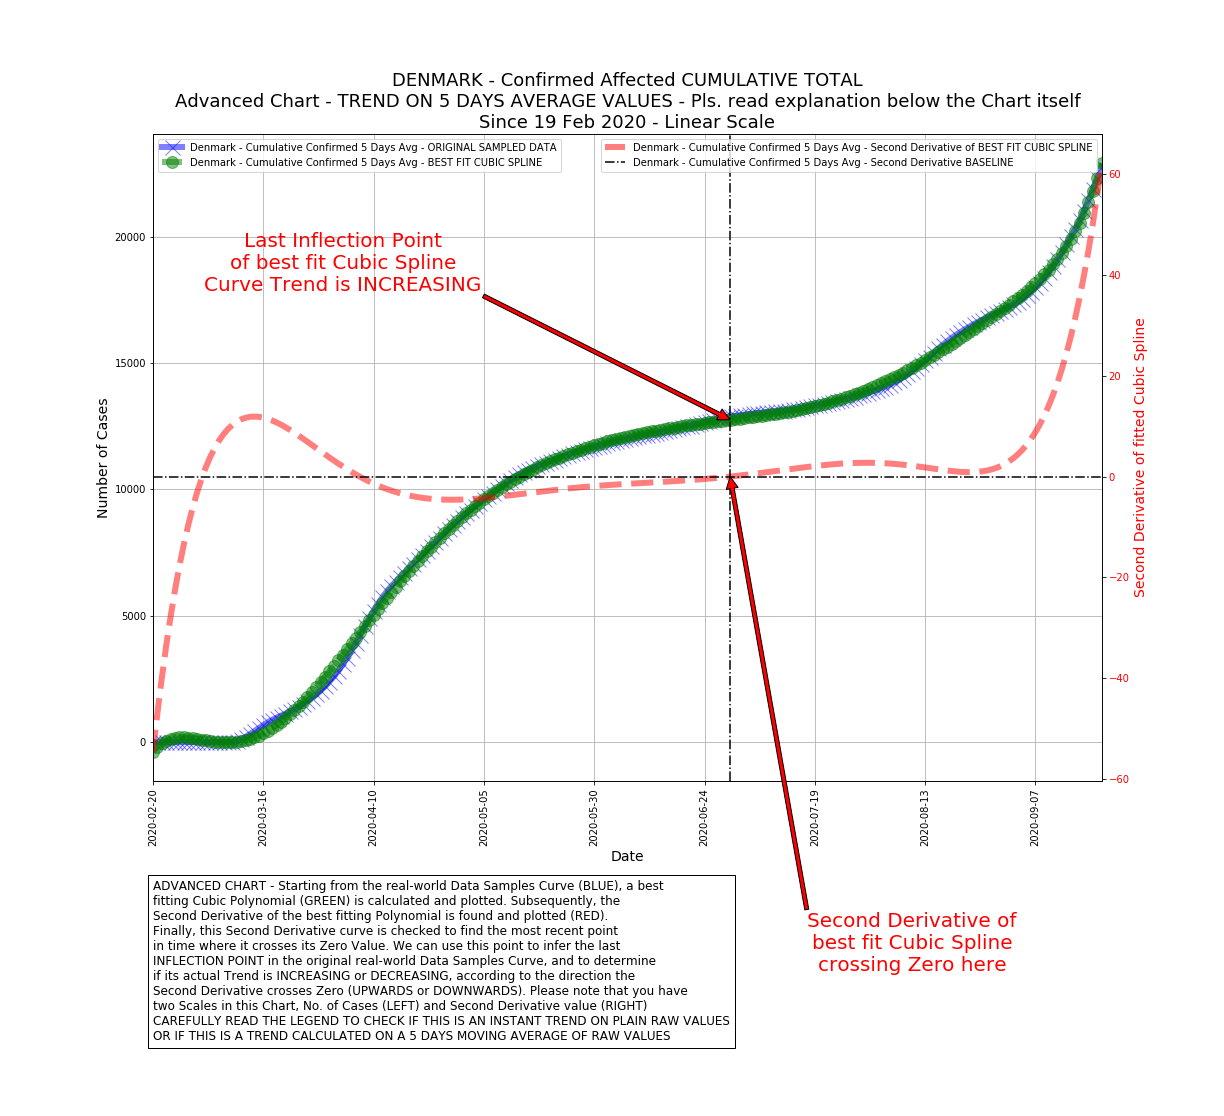 DENMARK - Confirmed Affected CUMULATIVE TOTAL
Advanced Chart - TREND ON 5 DAYS AVERAGE VALUES - Pls. read explanation below the Chart itself
Since 19 Feb 2020 - Linear Scale
Denmark - Cumulative Confirmed 5 Days Avg - ORIGINAL SAMPLED DATA
Denmark - Cumulative Confirmed 5 Days Avg - BEST FIT CUBIC SPLINE
Denmark - Cumulative Confirmed 5 Days Avg - Second Derivative of BEST FIT CUBIC SPLINE
Denmark - Cumulative Confirmed 5 Days Avg - Second Derivative BASELINE
Last Inflection Point
of best fit Cubic Spline
Curve Trend is INCREASING
Number of Cases
20000
15000
10000
5000
0
60
40
20
0
−20
−40
−60
Second Derivative of fitted Cubic Spline
2020-02-20
2020-03-16
2020-04-10
2020-05-05
2020-05-30
2020-06-24
2020-07-19
2020-08-13
2020-09-07
Date
ADVANCED CHART - Starting from the real-world Data Samples Curve (BLUE), a best
fitting Cubic Polynomial (GREEN) is calculated and plotted. Subsequently, the
Second Derivative of the best fitting Polynomial is found and plotted (RED).
Finally, this Second Derivative curve is checked to find the most recent point
in time where it crosses its Zero Value. We can use this point to infer the last
INFLECTION POINT in the original real-world Data Samples Curve, and to determine
if its actual Trend is INCREASING or DECREASING, according to the direction the
Second Derivative crosses Zero (UPWARDS or DOWNWARDS). Please note that you have
two Scales in this Chart, No. of Cases (LEFT) and Second Derivative value (RIGHT)
CAREFULLY READ THE LEGEND TO CHECK IF THIS IS AN INSTANT TREND ON PLAIN RAW VALUES
OR IF THIS IS A TREND CALCULATED ON A 5 DAYS MOVING AVERAGE OF RAW VALUES
Second Derivative of
best fit Cubic Spline
crossing Zero here